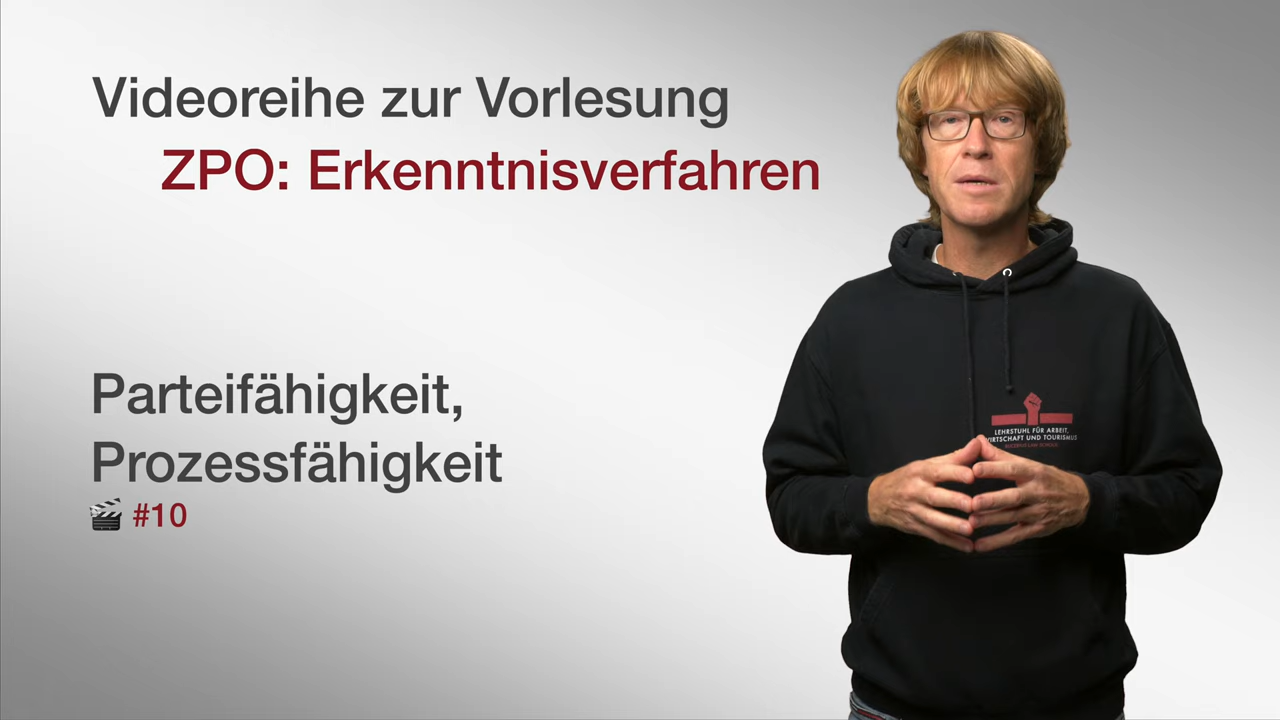 Videoreihe zur Vorlesung
ZPO: Erkenntnisverfahren
Parteifähigkeit,
Prozessfähigkeit
#10
LEHRSTUHL FÜR ARBEIT,
WIRTSCHAFT UND TOURISMUS